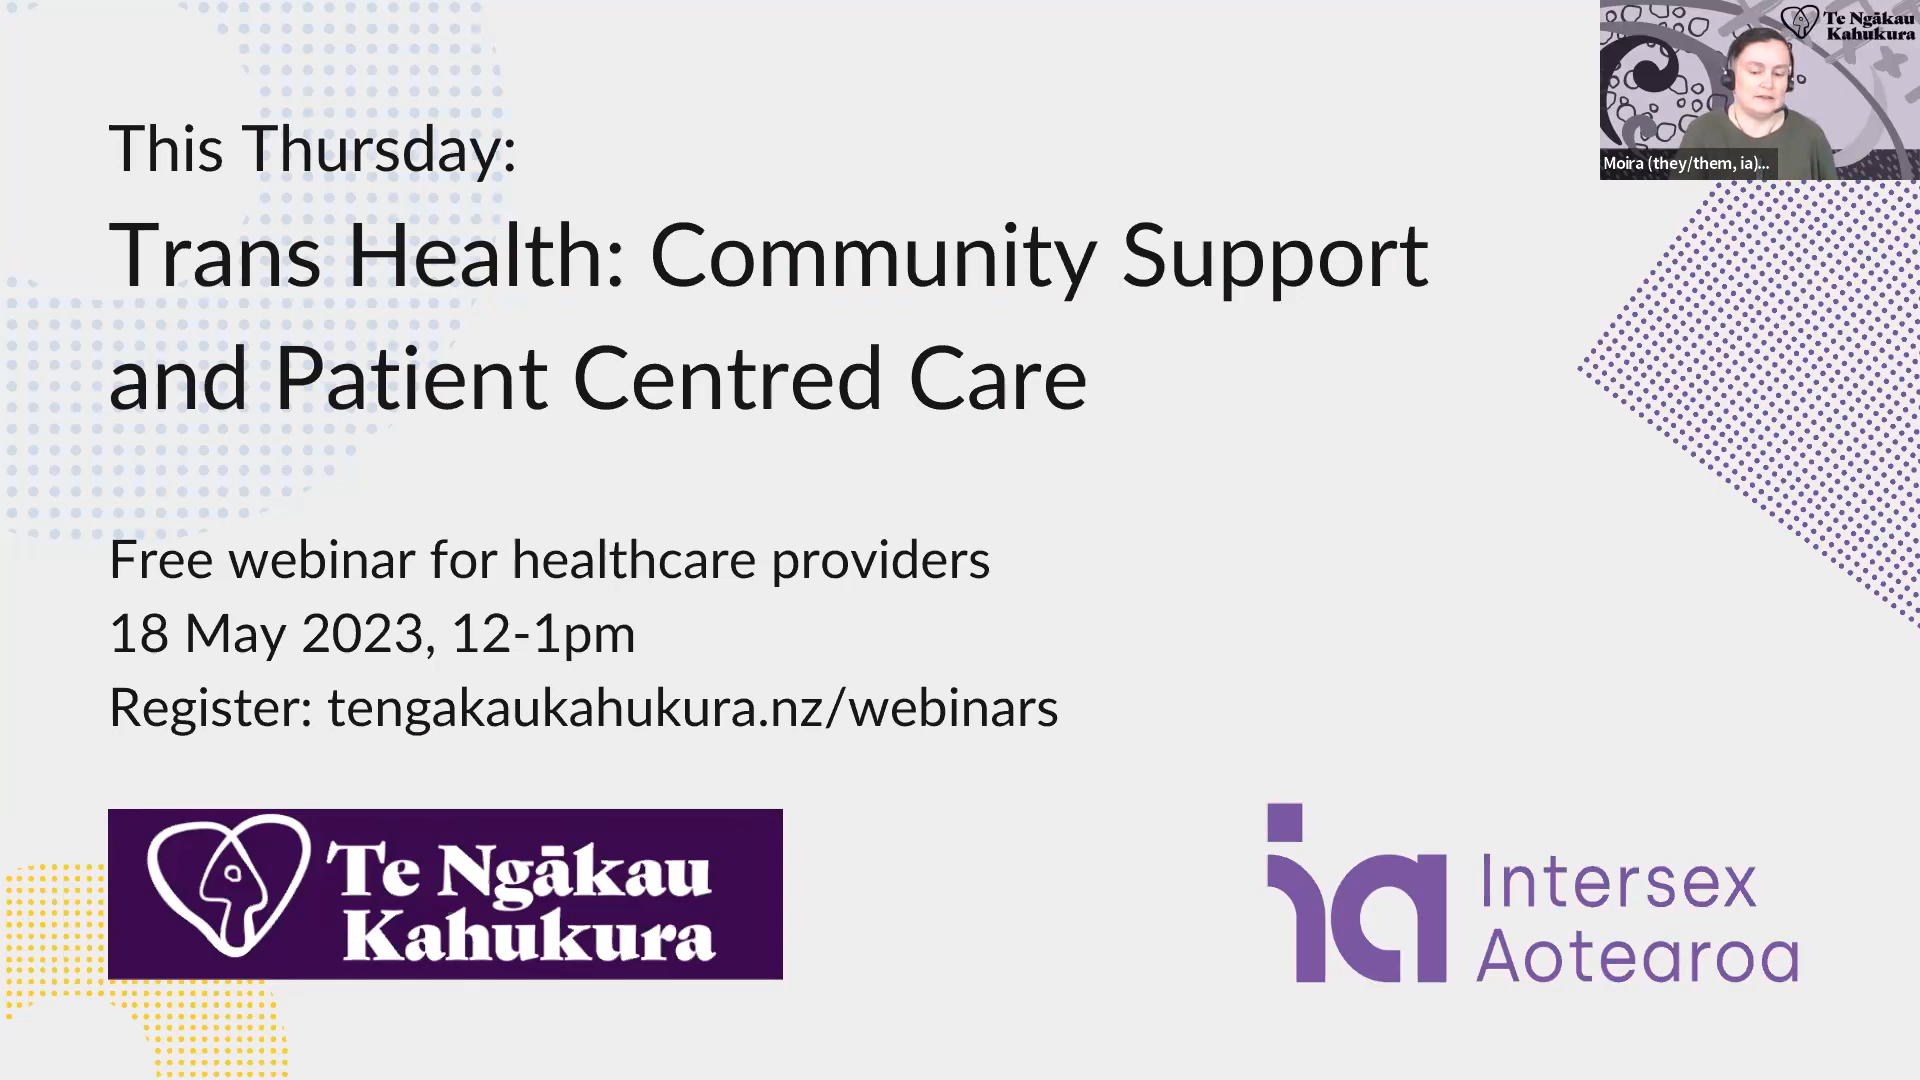 Te Ngākau
Kahukura
Moira (they/them, ia)...
This Thursday:
Trans Health: Community Support
and Patient Centred Care
Free webinar for healthcare providers
18 May 2023, 12-1pm
Register: tengakaukahukura.nz/webinars
Te Ngākau
Kahukura
ia
Intersex
Aotearoa